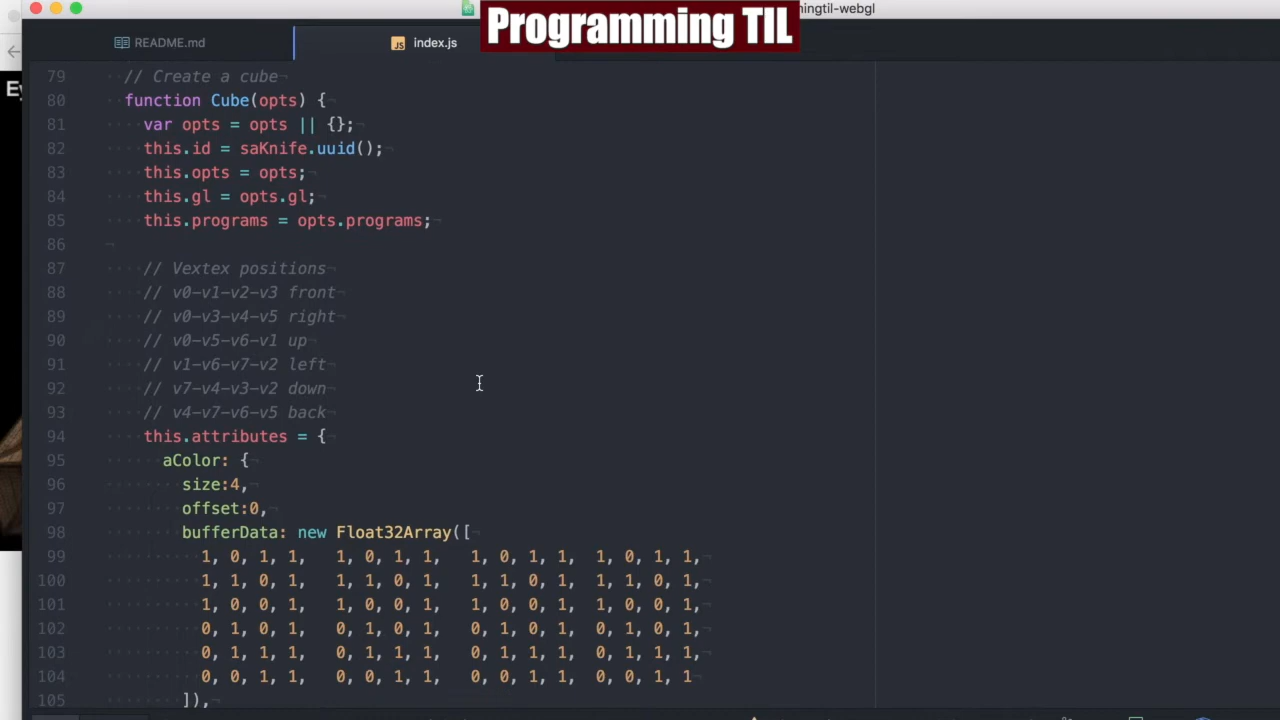 Programming TIL
mingtil-webgl
README.md
index.js
79 // Create a cube
80 function Cube(opts) {
81 var opts = opts || {};
82 this.id = saKnife.uuid();
83 this.opts = opts;
84 this.gl = opts.gl;
85 this.programs = opts.programs;
86
87 // Vextex positions
88 // v0-v1-v2-v3 front
89 // v0-v3-v4-v5 right
90 // v0-v5-v6-v1 up
91 // v1-v6-v7-v2 left
92 // v7-v4-v3-v2 down
93 // v4-v7-v6-v5 back
94 this.attributes = {
95 aColor: {
96 size:4,
97 offset:0,
98 bufferData: new Float32Array([
99 1, 0, 1, 1, 1, 0, 1, 1, 1, 0, 1, 1, 1, 0, 1, 1,
100 1, 1, 0, 1, 1, 1, 0, 1, 1, 1, 0, 1, 1, 1, 0, 1,
101 1, 0, 0, 1, 1, 0, 0, 1, 1, 0, 0, 1, 1, 0, 0, 1,
102 0, 1, 0, 1, 0, 1, 0, 1, 0, 1, 0, 1, 0, 1, 0, 1,
103 0, 1, 1, 1, 0, 1, 1, 1, 0, 1, 1, 1, 0, 1, 1, 1,
104 0, 0, 1, 1, 0, 0, 1, 1, 0, 0, 1, 1, 0, 0, 1, 1
105 ]),